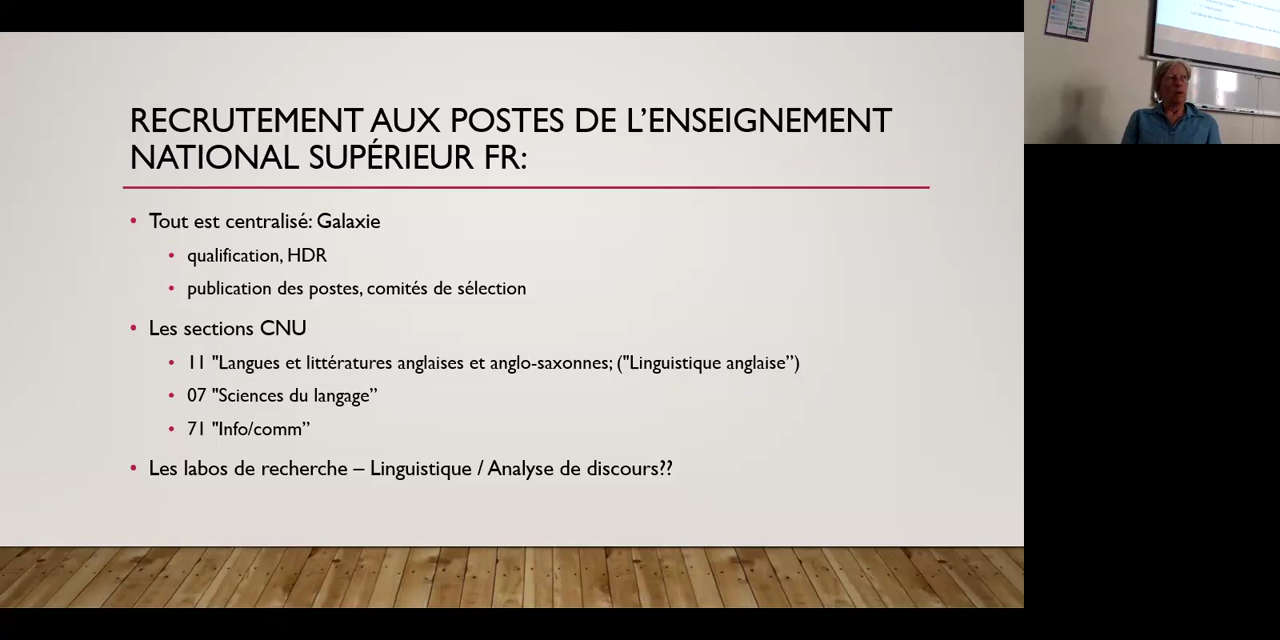 RECRUTEMENT AUX POSTES DE L’ENSEIGNEMENT
NATIONAL SUPÉRIEUR FR:
• Tout est centralisé: Galaxie
• qualification, HDR
• publication des postes, comités de sélection
• Les sections CNU
• 11 "Langues et littératures anglaises et anglo-saxonnes; ("Linguistique anglaise”)
• 07 "Sciences du langage”
• 71 "Info/comm”
• Les labos de recherche – Linguistique / Analyse de discours??